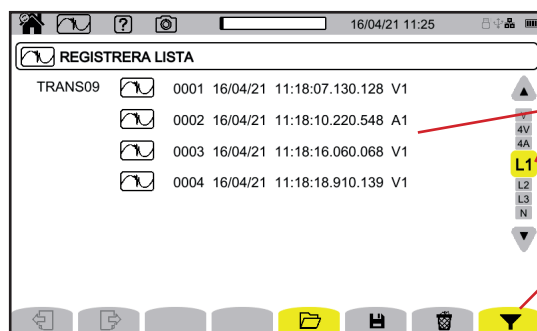 ?
16/04/21 11:25
REGISTRERA LISTA
TRANS09
0001 16/04/21 11:18:07.130.128 V1
0002 16/04/21 11:18:10.220.548 A1
0003 16/04/21 11:18:16.060.068 V1
0004 16/04/21 11:18:18.910.139 V1
4V
4A
L1
L2
L3
N